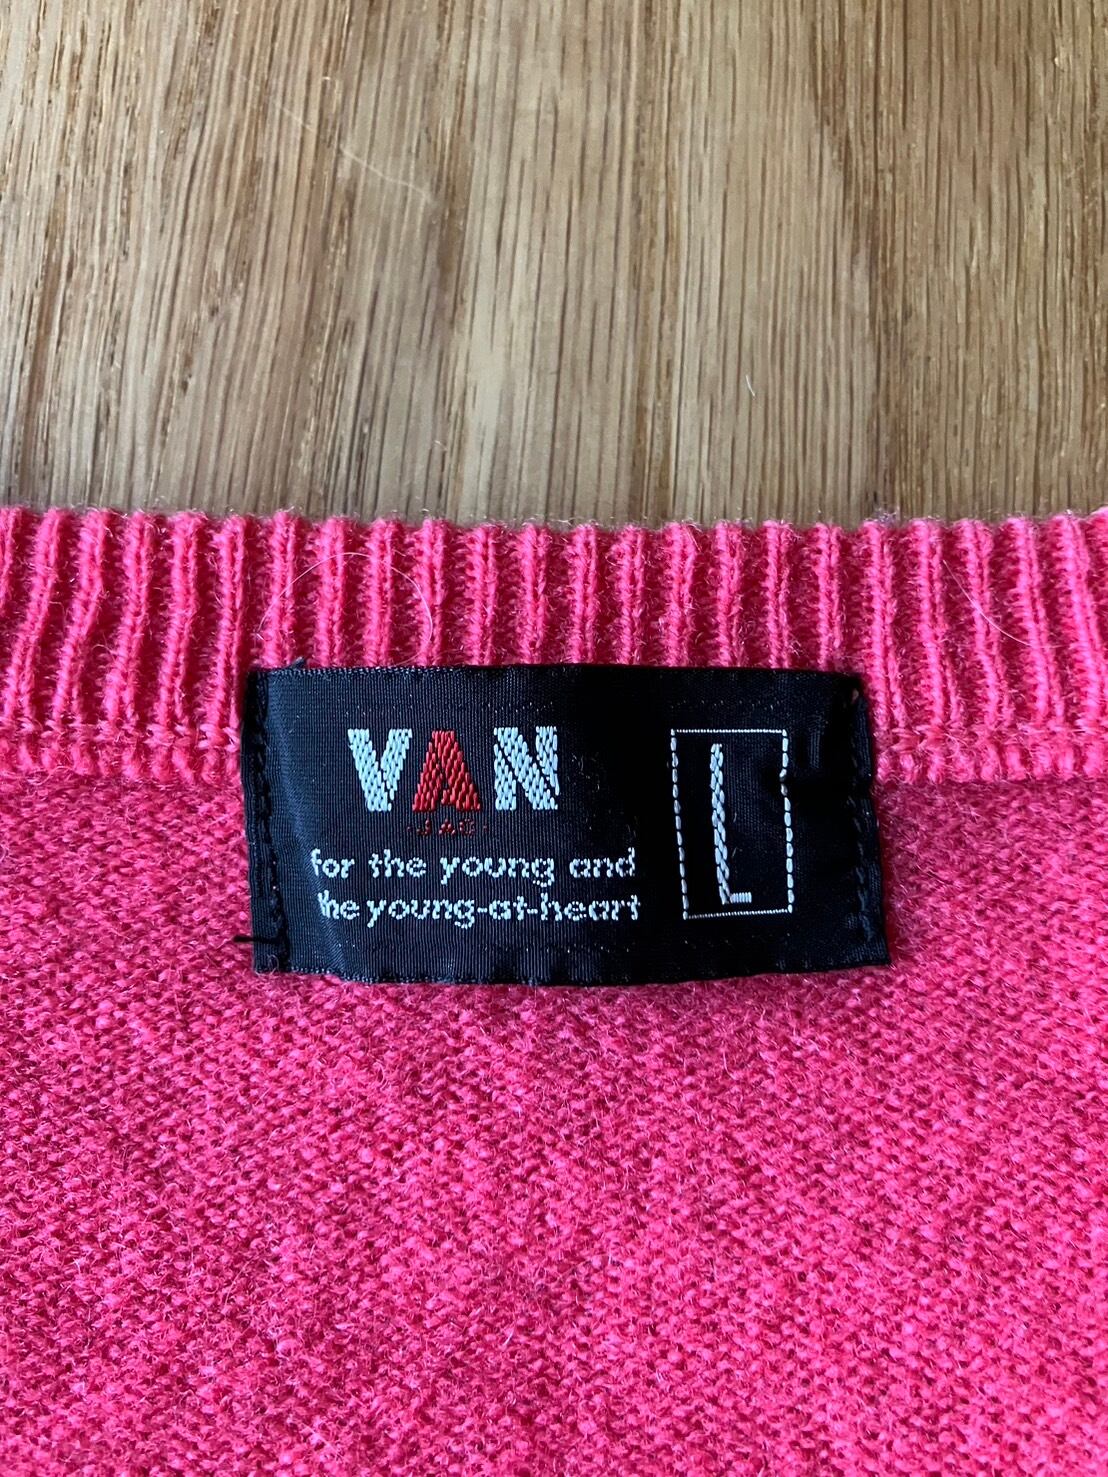 VAN
·JAC·
for the young and
the young-at-heart
L